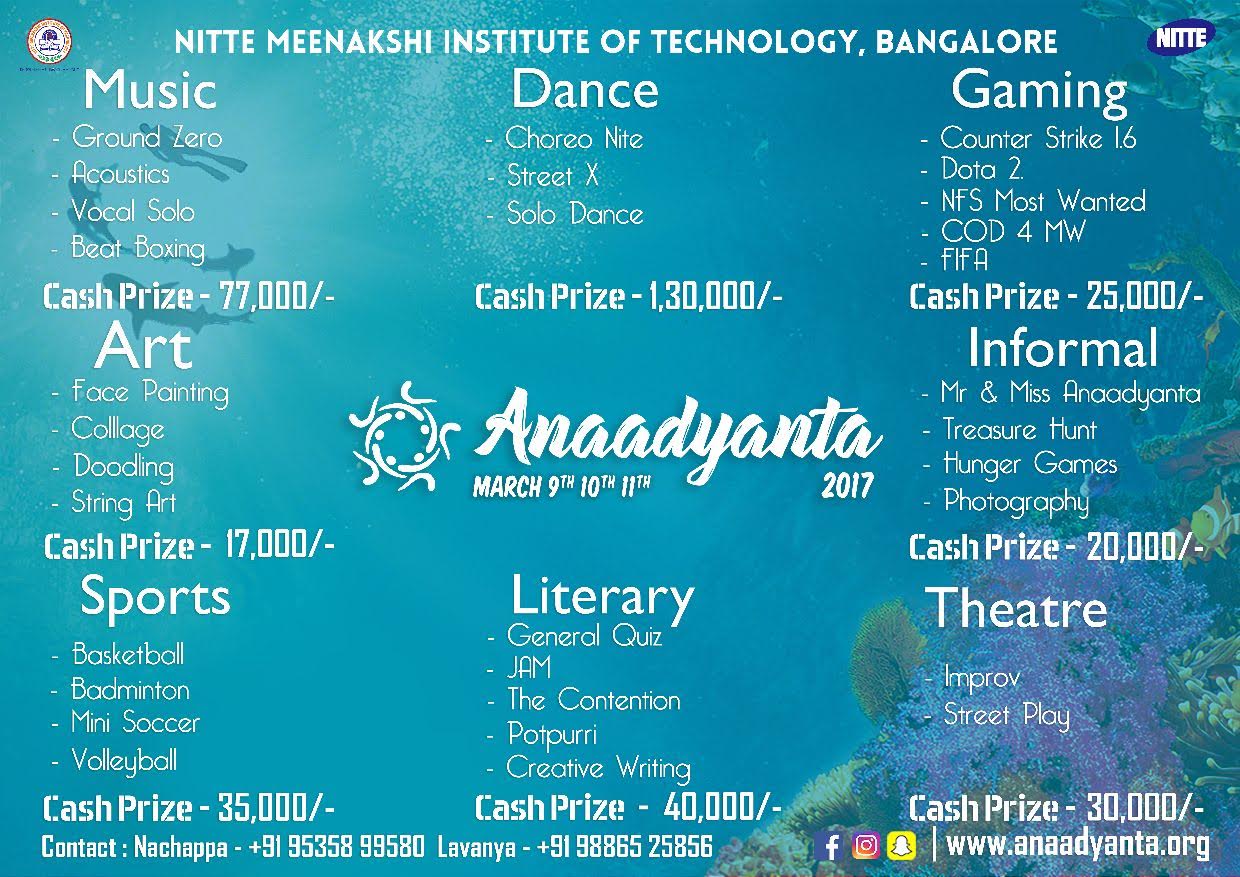 NITTE MEENAKSHI INSTITUTE OF TECHNOLOGY, BANGALORE
NITTE
Music
- Ground Zero
- Acoustics
- Vocal Solo
- Beat Boxing
Cash Prize - 77,000/-
Dance
- Choreo Nite
- Street X
- Solo Dance
Cash Prize - 1,30,000/-
Gaming
- Counter Strike 1.6
- Dota 2.
- NFS Most Wanted
- COD 4 MW
- FIFA
Cash Prize - 25,000/-
Art
- Face Painting
- Colllage
- Doodling
- String Art
Cash Prize - 17,000/-
Anaadyanta
MARCH 9TH 10TH 11TH 2017
Informal
- Mr & Miss Anaadyanta
- Treasure Hunt
- Hunger Games
- Photography
Cash Prize - 20,000/-
Sports
- Basketball
- Badminton
- Mini Soccer
- Volleyball
Cash Prize - 35,000/-
Literary
- General Quiz
- JAM
- The Contention
- Potpurri
- Creative Writing
Cash Prize - 40,000/-
Theatre
- Improv
- Street Play
Cash Prize - 30,000/-
Contact : Nachappa - +91 95358 99580 Lavanya - +91 98865 25856
| www.anaadyanta.org